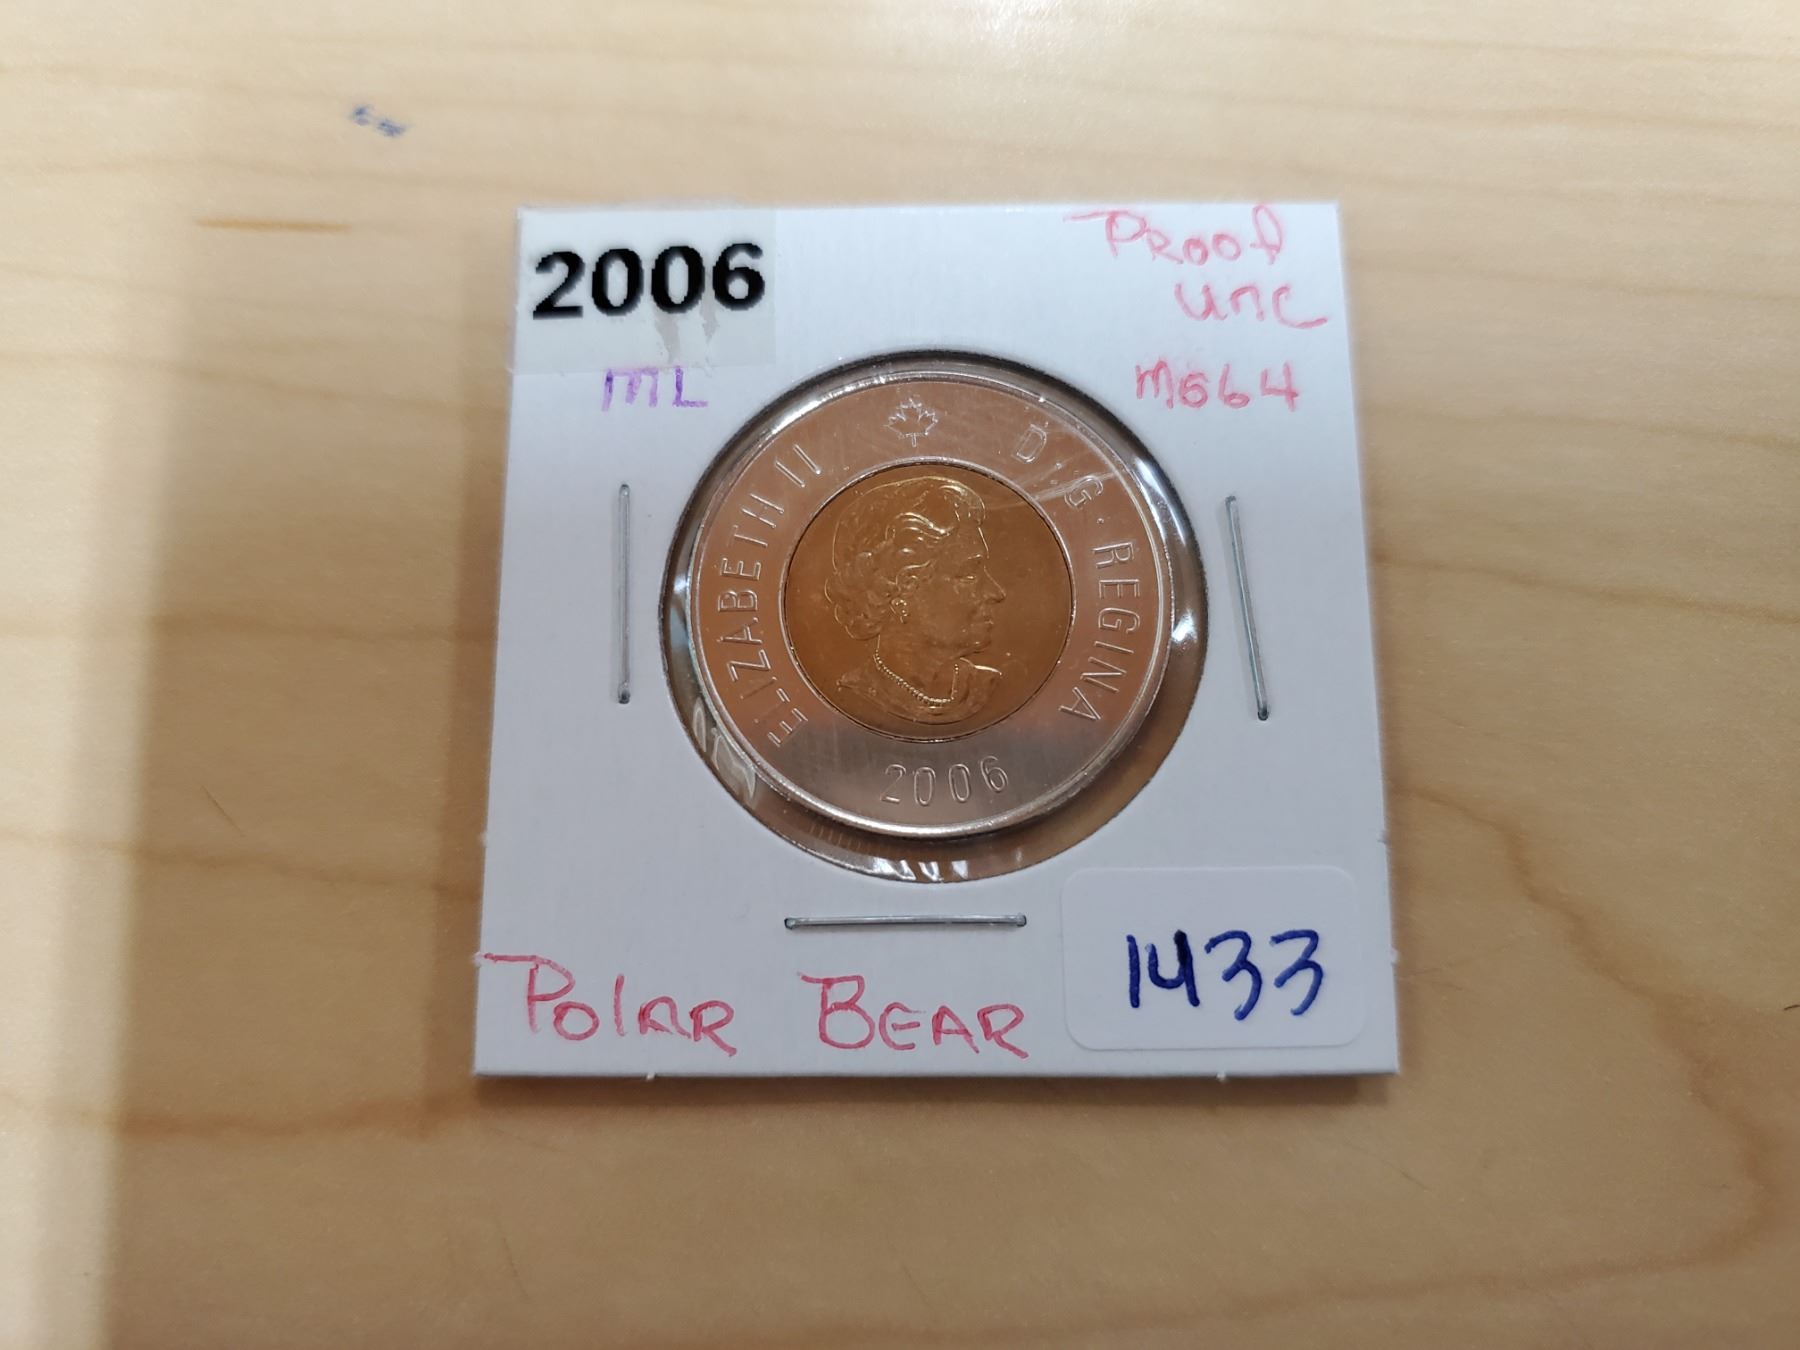 2006
Proof
unc
ML
MS64
ELIZABETH II
D·G·REGINA
2006
POlAR BEAR
1433